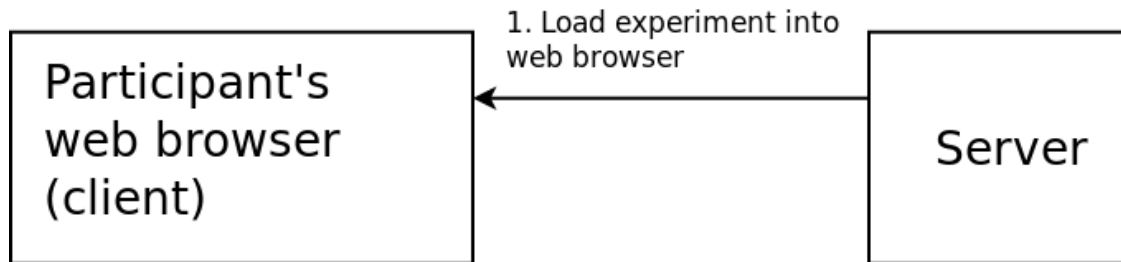 1. Load experiment into
web browser
Participant's
web browser
(client)
Server